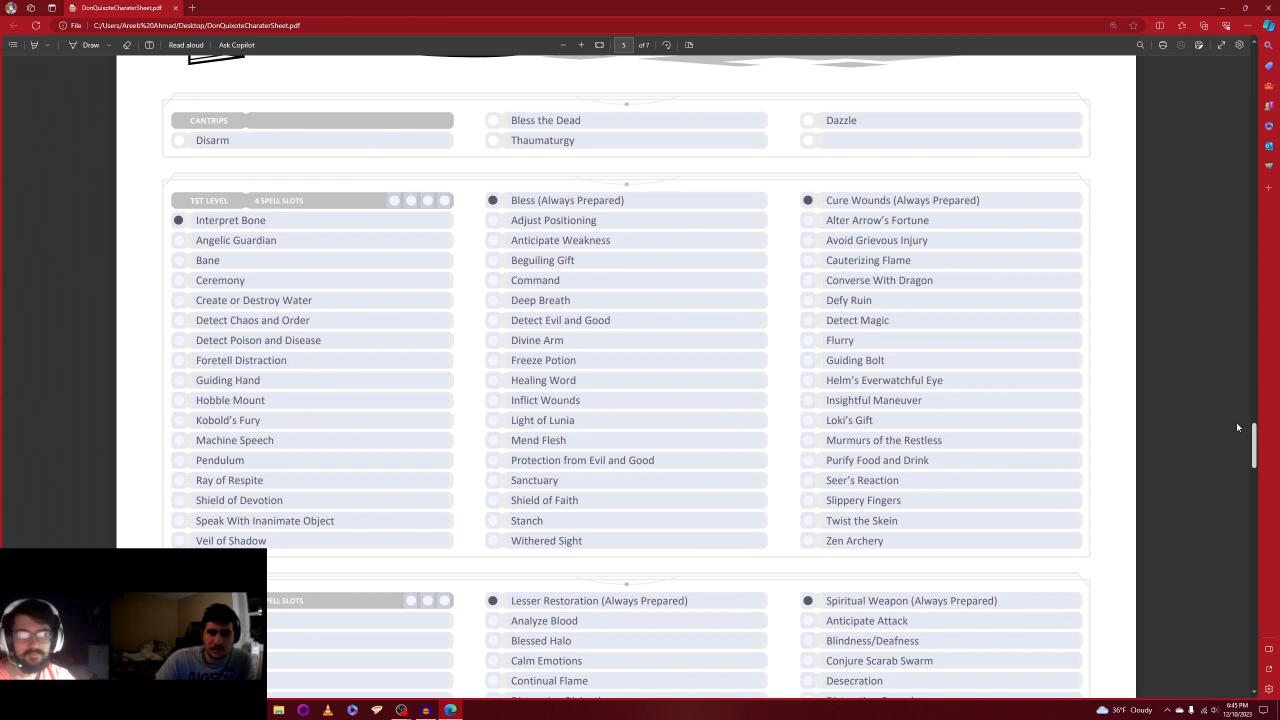 DonQuixoteCharaterSheet.pdf
File C:/Users/Areeb%20Ahmad/Desktop/DonQuixoteCharaterSheet.pdf
Draw Read aloud Ask Copilot 5 of 7
CANTRIPS Bless the Dead Dazzle
Disarm Thaumaturgy
1ST LEVEL 4 SPELL SLOTS Bless (Always Prepared) Cure Wounds (Always Prepared)
Interpret Bone Adjust Positioning Alter Arrow's Fortune
Angelic Guardian Anticipate Weakness Avoid Grievous Injury
Bane Beguiling Gift Cauterizing Flame
Ceremony Command Converse With Dragon
Create or Destroy Water Deep Breath Defy Ruin
Detect Chaos and Order Detect Evil and Good Detect Magic
Detect Poison and Disease Divine Arm Flurry
Foretell Distraction Freeze Potion Guiding Bolt
Guiding Hand Healing Word Helm's Everwatchful Eye
Hobble Mount Inflict Wounds Insightful Maneuver
Kobold's Fury Light of Lunia Loki's Gift
Machine Speech Mend Flesh Murmurs of the Restless
Pendulum Protection from Evil and Good Purify Food and Drink
Ray of Respite Sanctuary Seer's Reaction
Shield of Devotion Shield of Faith Slippery Fingers
Speak With Inanimate Object Stanch Twist the Skein
Veil of Shadow Withered Sight Zen Archery
SLOTS Lesser Restoration (Always Prepared) Spiritual Weapon (Always Prepared)
Analyze Blood Anticipate Attack
Blessed Halo Blindness/Deafness
Calm Emotions Conjure Scarab Swarm
Continual Flame Desecration
36°F Cloudy 6:45 PM
12/10/2023